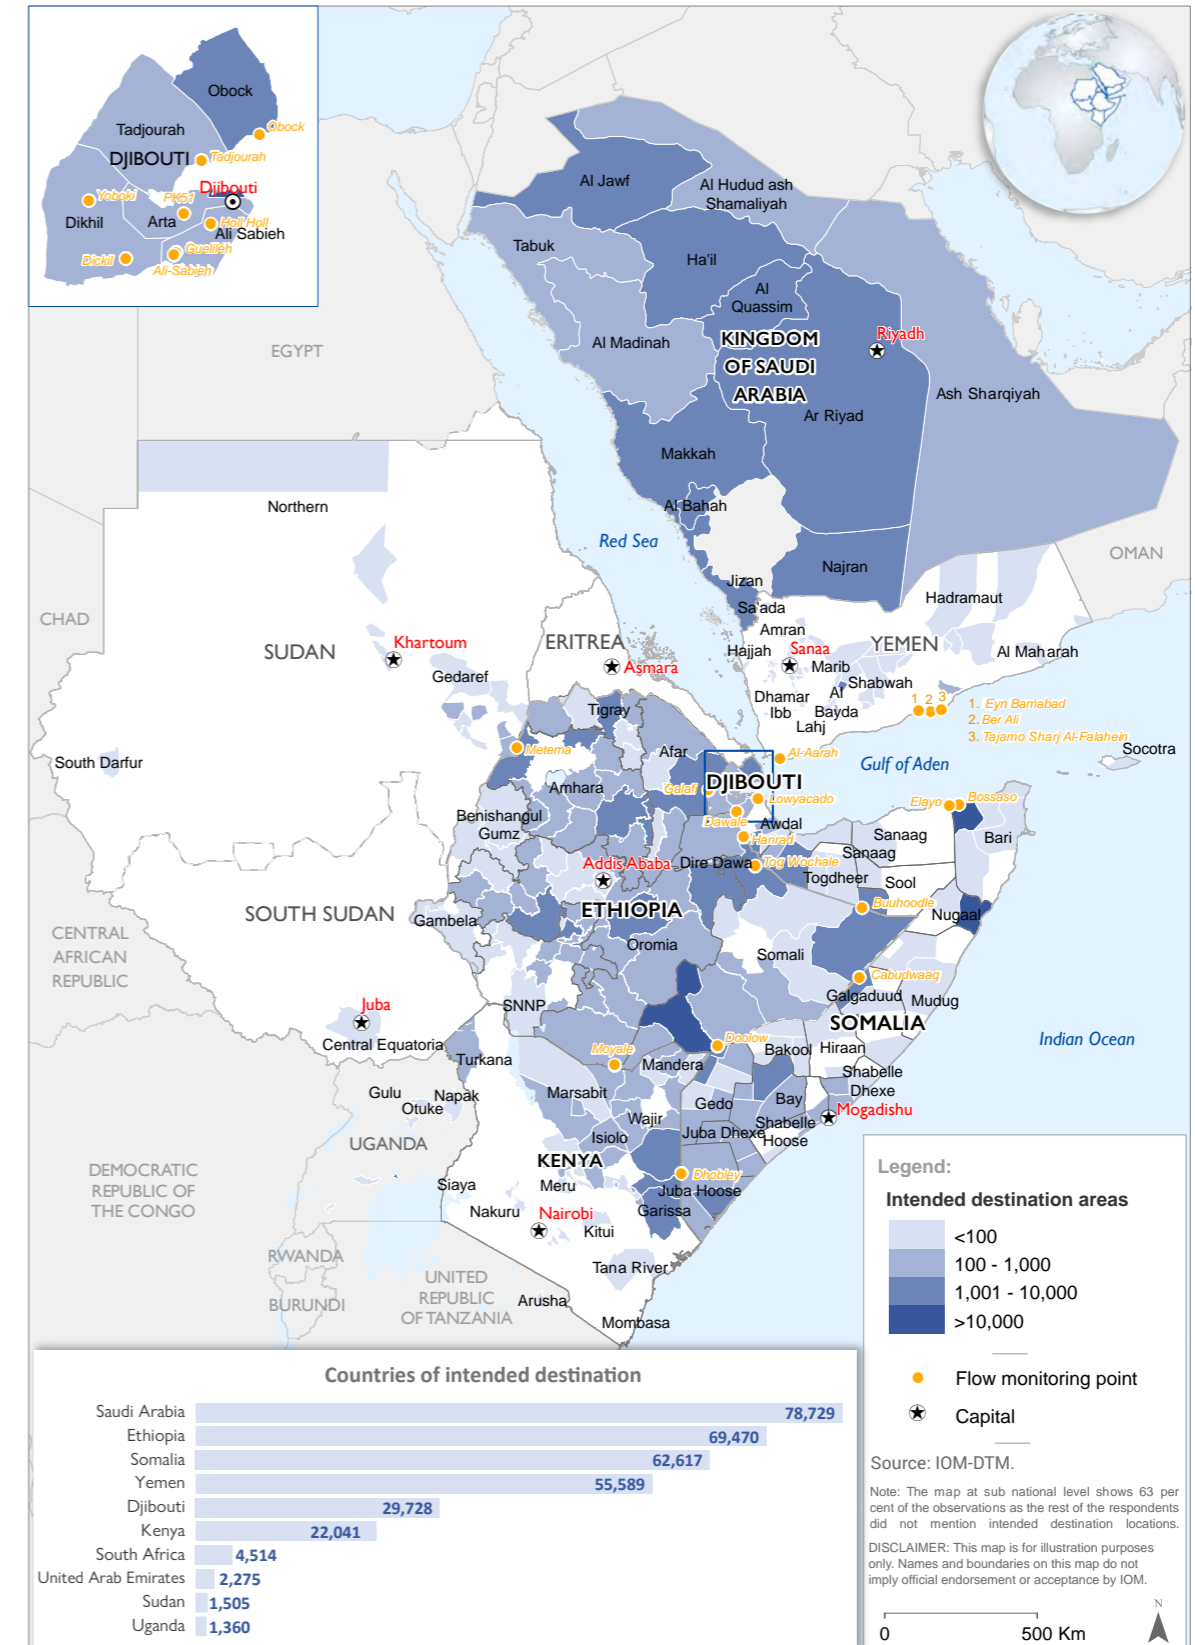 Obock
Obock
Tadjourah
DJIBOUTI
Tadjourah
Djibouti
Yoboki
PK51
Dikhil
Arta
Holl Holl
Ali Sabieh
Guelileh
Dickil
Ali-Sabieh
Al Jawf
Al Hudud ash
Shamaliyah
Tabuk
Ha'il
Al
Quassim
Al Madinah
KINGDOM
OF SAUDI
ARABIA
Riyadh
EGYPT
Ash Sharqiyah
Ar Riyad
Makkah
Al Bahah
Northern
Red Sea
OMAN
Najran
Jizan
Hadramaut
Sa'ada
CHAD
Amran
SUDAN
Khartoum
ERITREA
Hajjah
Sanaa
YEMEN
Al Maharah
Asmara
Marib
Gedaref
Shabwah
Dhamar
Al
Bayda
Ibb
Lahj
1 2 3
1. Eyn Bamabad
2. Ber Ali
3. Tajamo Sharj Al-Falahein
Tigray
Metema
Afar
Al-Aarah
Socotra
South Darfur
Gulf of Aden
DJIBOUTI
Galafi
Amhara
Lowyacado
Elayo
Bossaso
Benishangul
Gumz
Dawale
Awdal
Sanaag
Bari
Harirad
Sanaag
Addis Ababa
Dire Dawa
Tog Wochale
Togdheer
Sool
SOUTH SUDAN
Gambela
ETHIOPIA
Buuhoodle
Nugaal
CENTRAL
AFRICAN
REPUBLIC
Oromia
Somali
Cabudwaaq
Juba
SNNP
Galgaduud
Mudug
SOMALIA
Central Equatoria
Indian Ocean
Turkana
Moyale
Doolow
Mandera
Bakool
Hiraan
Shabelle
Dhexe
Gulu
Napak
Otuke
Marsabit
Gedo
Bay
Mogadishu
Wajir
Shabelle
Hoose
UGANDA
Isiolo
Juba Dhexe
KENYA
DEMOCRATIC
REPUBLIC OF
THE CONGO
Dhobley
Siaya
Meru
Juba Hoose
Nakuru
Nairobi
Garissa
Kitui
RWANDA
Tana River
BURUNDI
UNITED
REPUBLIC
OF TANZANIA
Arusha
Mombasa
Legend:
Intended destination areas
<100
100 - 1,000
1,001 - 10,000
>10,000
Flow monitoring point
Capital
Source: IOM-DTM.
Note: The map at sub national level shows 63 per
cent of the observations as the rest of the respondents
did not mention intended destination locations.
DISCLAIMER: This map is for illustration purposes
only. Names and boundaries on this map do not
imply official endorsement or acceptance by IOM.
N
0 500 Km
Countries of intended destination
Saudi Arabia 78,729
Ethiopia 69,470
Somalia 62,617
Yemen 55,589
Djibouti 29,728
Kenya 22,041
South Africa 4,514
United Arab Emirates 2,275
Sudan 1,505
Uganda 1,360